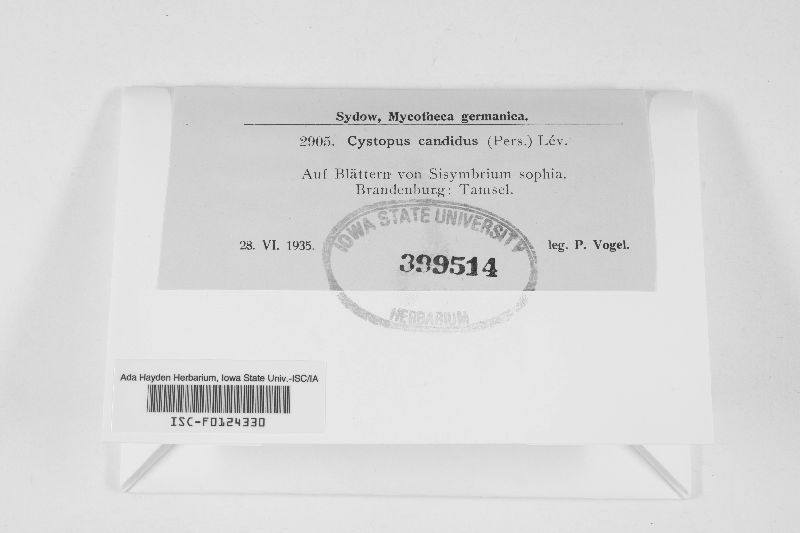 Sydow, Mycotheca germanica.
2905. Cystopus candidus (Pers.) Lév.
Auf Blättern von Sisymbrium sophia.
Brandenburg: Tamsel.
28. VI. 1935. leg. P. Vogel.
IOWA STATE UNIVERSITY
399514
HERBARIUM
Ada Hayden Herbarium, Iowa State Univ.-ISC/IA
ISC-F0124330